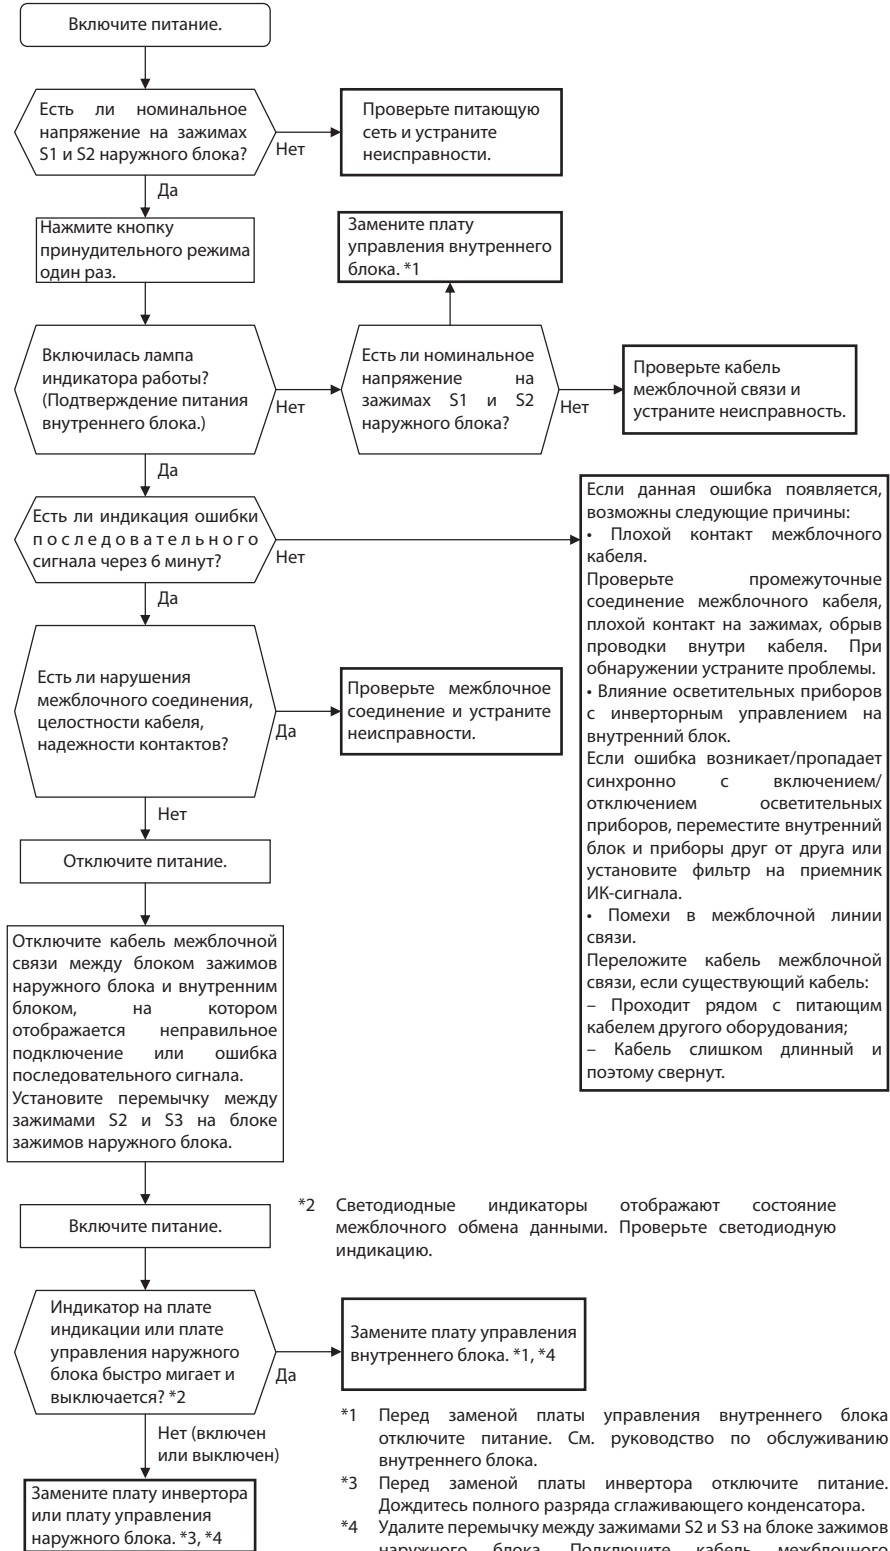 Включите питание.
Есть ли номинальное
напряжение на зажимах
S1 и S2 наружного блока?
Нет
Проверьте питающую
сеть и устраните
неисправности.
Да
Нажмите кнопку
принудительного режима
один раз.
Замените плату
управления внутреннего
блока. *1
Включилась лампа
индикатора работы?
(Подтверждение питания
внутреннего блока.)
Нет
Есть ли номинальное
напряжение на
зажимах S1 и S2
наружного блока?
Нет
Проверьте кабель
межблочной связи и
устраните неисправность.
Да
Есть ли индикация ошибки
последовательного
сигнала через 6 минут?
Нет
Если данная ошибка появляется,
возможны следующие причины:
• Плохой контакт межблочного
кабеля.
Проверьте промежуточные
соединение межблочного кабеля,
плохой контакт на зажимах, обрыв
проводки внутри кабеля. При
обнаружении устраните проблемы.
• Влияние осветительных приборов
с инверторным управлением на
внутренний блок.
Если ошибка возникает/пропадает
синхронно с включением/
отключением осветительных
приборов, переместите внутренний
блок и приборы друг от друга или
установите фильтр на приемник
ИК-сигнала.
• Помехи в межблочной линии
связи.
Переложите кабель межблочной
связи, если существующий кабель:
– Проходит рядом с питающим
кабелем другого оборудования;
– Кабель слишком длинный и
поэтому свернут.
Да
Есть ли нарушения
межблочного соединения,
целостности кабеля,
надежности контактов?
Да
Проверьте межблочное
соединение и устраните
неисправности.
Нет
Отключите питание.
Отключите кабель межблочной
связи между блоком зажимов
наружного блока и внутренним
блоком, на котором
отображается неправильное
подключение или ошибка
последовательного сигнала.
Установите перемычку между
зажимами S2 и S3 на блоке
зажимов наружного блока.
Включите питание.
*2 Светодиодные индикаторы отображают состояние
межблочного обмена данными. Проверьте светодиодную
индикацию.
Индикатор на плате
индикации или плате
управления наружного
блока быстро мигает и
выключается? *2
Да
Замените плату управления
внутреннего блока. *1, *4
Нет (включен
или выключен)
Замените плату инвертора
или плату управления
наружного блока. *3, *4
*1 Перед заменой платы управления внутреннего блока
отключите питание. См. руководство по обслуживанию
внутреннего блока.
*3 Перед заменой платы инвертора отключите питание.
Дождитесь полного разряда сглаживающего конденсатора.
*4 Удалите перемычку между зажимами S2 и S3 на блоке зажимов
наружного блока. Подключите кабель межблочного